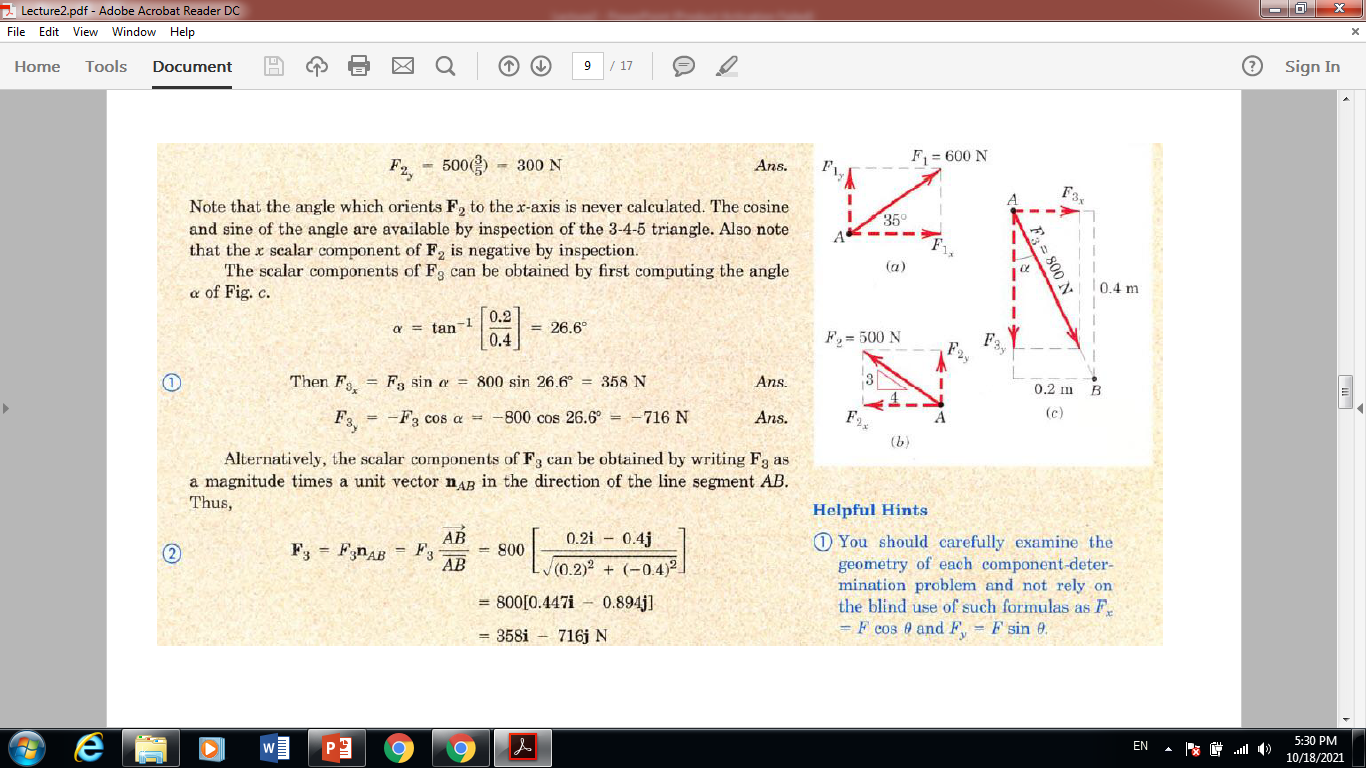 Lecture2.pdf - Adobe Acrobat Reader DC
File Edit View Window Help
Home Tools Document 9 / 17 Sign In
F₂ᵧ = 500(3/5) = 300 N Ans.
Note that the angle which orients F₂ to the x-axis is never calculated. The cosine
and sine of the angle are available by inspection of the 3-4-5 triangle. Also note
that the x scalar component of F₂ is negative by inspection.
The scalar components of F₃ can be obtained by first computing the angle
α of Fig. c.
α = tan⁻¹ [0.2/0.4] = 26.6°
① Then F₃ₓ = F₃ sin α = 800 sin 26.6° = 358 N Ans.
F₃ᵧ = −F₃ cos α = −800 cos 26.6° = −716 N Ans.
Alternatively, the scalar components of F₃ can be obtained by writing F₃ as
a magnitude times a unit vector n_AB in the direction of the line segment AB.
Thus,
② F₃ = F₃n_AB = F₃ AB/AB = 800 [0.2i − 0.4j / √(0.2)² + (−0.4)²]
= 800[0.447i − 0.894j]
= 358i − 716j N
F₁ = 600 N
F₁ᵧ
35°
A
F₁ₓ
(a)
F₂ = 500 N
F₂ᵧ
3
4
F₂ₓ
A
(b)
A
F₃ₓ
F₃ = 800 N
α
0.4 m
F₃ᵧ
0.2 m B
(c)
Helpful Hints
① You should carefully examine the
geometry of each component-deter-
mination problem and not rely on
the blind use of such formulas as Fₓ
= F cos θ and Fᵧ = F sin θ.
EN
5:30 PM
10/18/2021